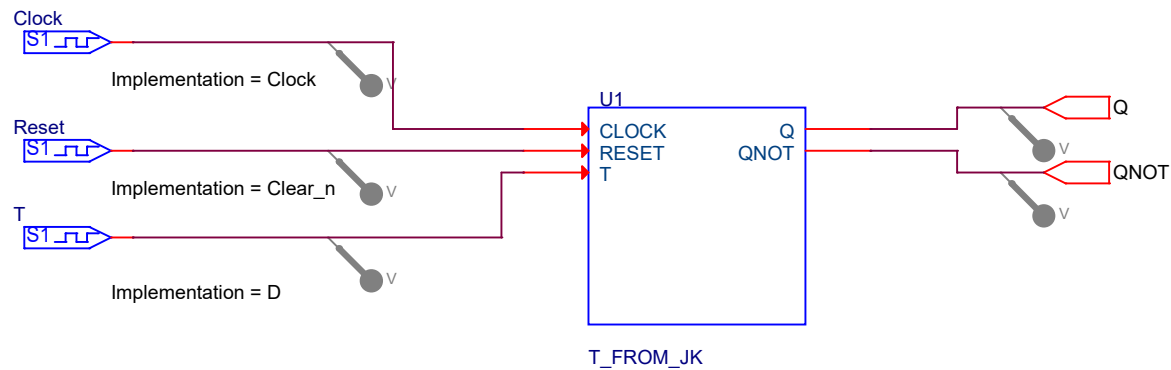 Clock
S1
Implementation = Clock
V
Reset
S1
Implementation = Clear_n
V
T
S1
Implementation = D
V
U1
CLOCK
RESET
T
Q
QNOT
T_FROM_JK
Q
V
QNOT
V